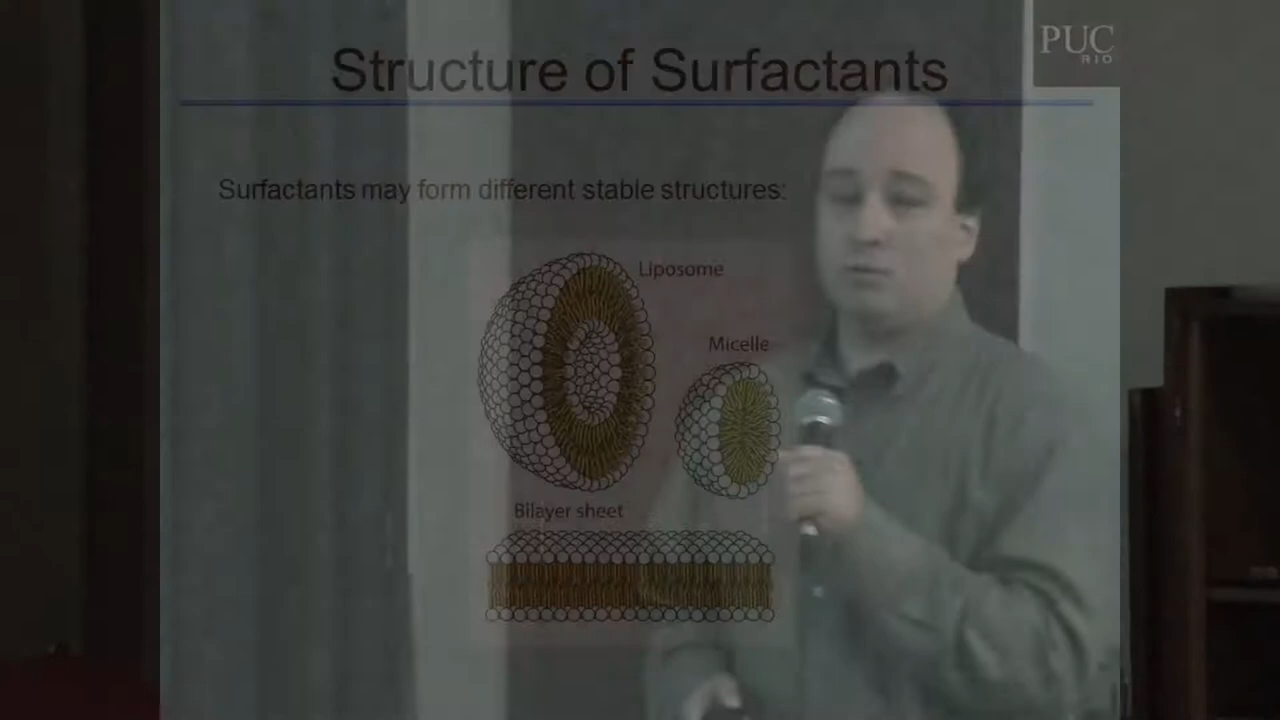 Structure of Surfactants
PUC
RIO
Surfactants may form different stable structures:
Liposome
Micelle
Bilayer sheet